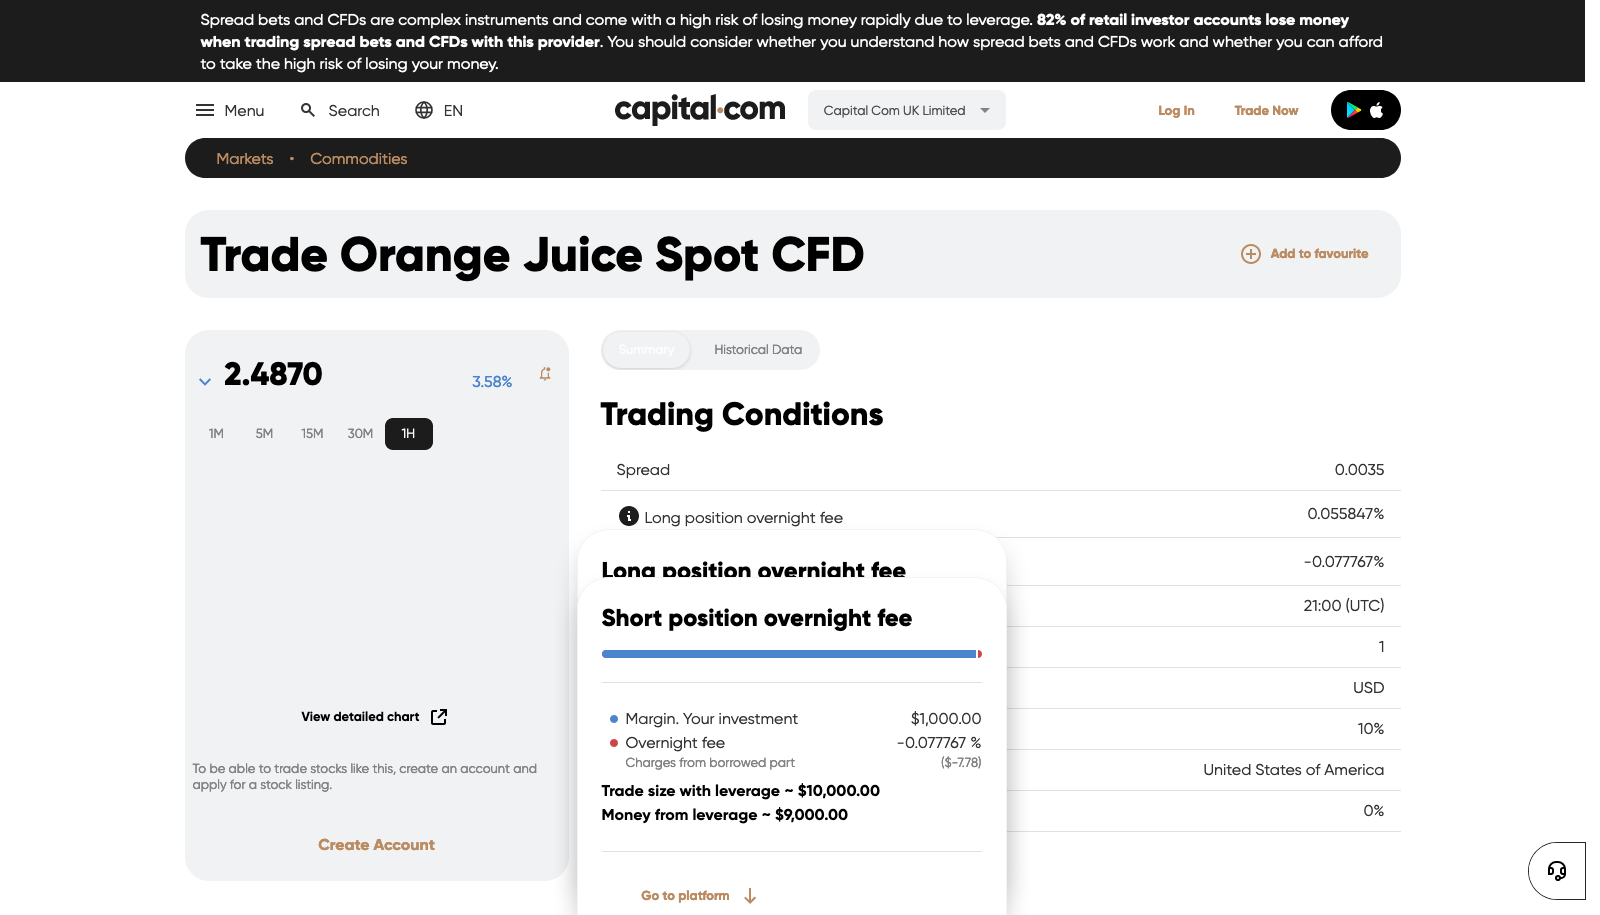 Spread bets and CFDs are complex instruments and come with a high risk of losing money rapidly due to leverage. 82% of retail investor accounts lose money
when trading spread bets and CFDs with this provider. You should consider whether you understand how spread bets and CFDs work and whether you can afford
to take the high risk of losing your money.
Menu Search EN capital.com Capital Com UK Limited Log In Trade Now
Markets • Commodities
Trade Orange Juice Spot CFD
Add to favourite
2.4870
3.58%
1M 5M 15M 30M 1H
View detailed chart
To be able to trade stocks like this, create an account and
apply for a stock listing.
Create Account
Summary Historical Data
Trading Conditions
Spread 0.0035
Long position overnight fee 0.055847%
-0.077767%
21:00 (UTC)
1
USD
10%
United States of America
0%
Long position overnight fee
Short position overnight fee
Margin. Your investment $1,000.00
Overnight fee -0.077767 %
Charges from borrowed part ($-7.78)
Trade size with leverage ~ $10,000.00
Money from leverage ~ $9,000.00
Go to platform